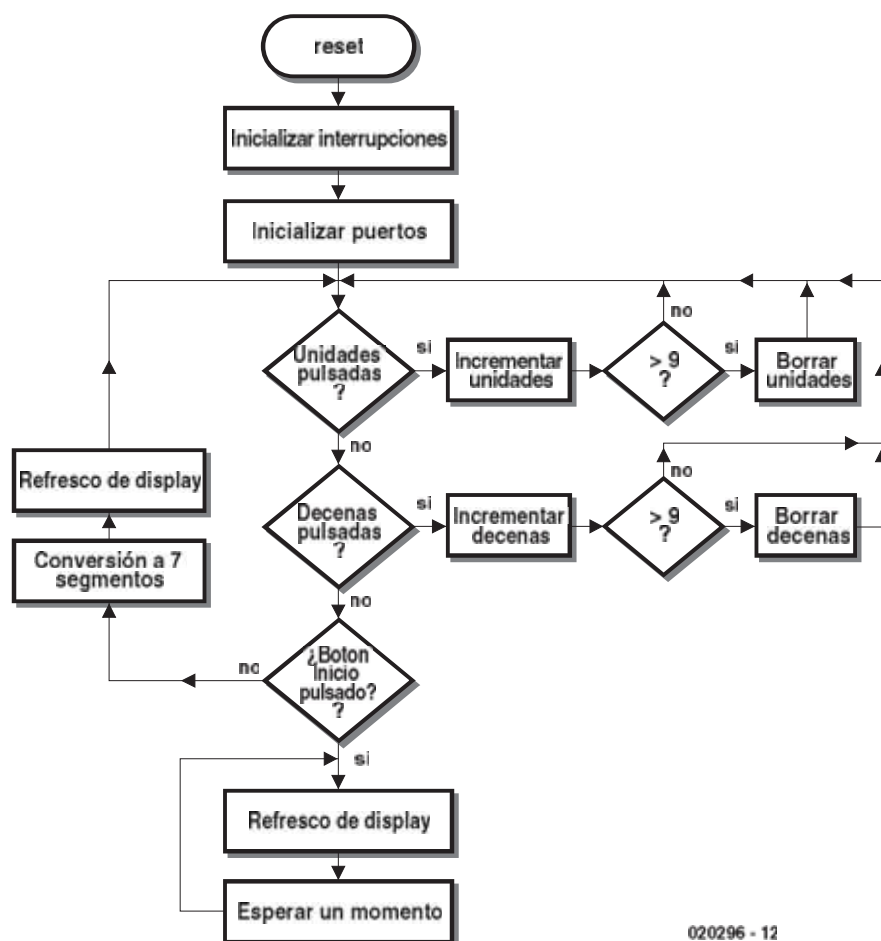 reset
Inicializar interrupciones
Inicializar puertos
no
Unidades
pulsadas
?
si
Incrementar
unidades
> 9
?
si
Borrar
unidades
no
no
Refresco de display
Decenas
pulsadas
?
si
Incrementar
decenas
> 9
?
si
Borrar
decenas
Conversión a 7
segmentos
no
no
¿Boton
Inicio
pulsado?
?
si
Refresco de display
Esperar un momento
020296 - 12